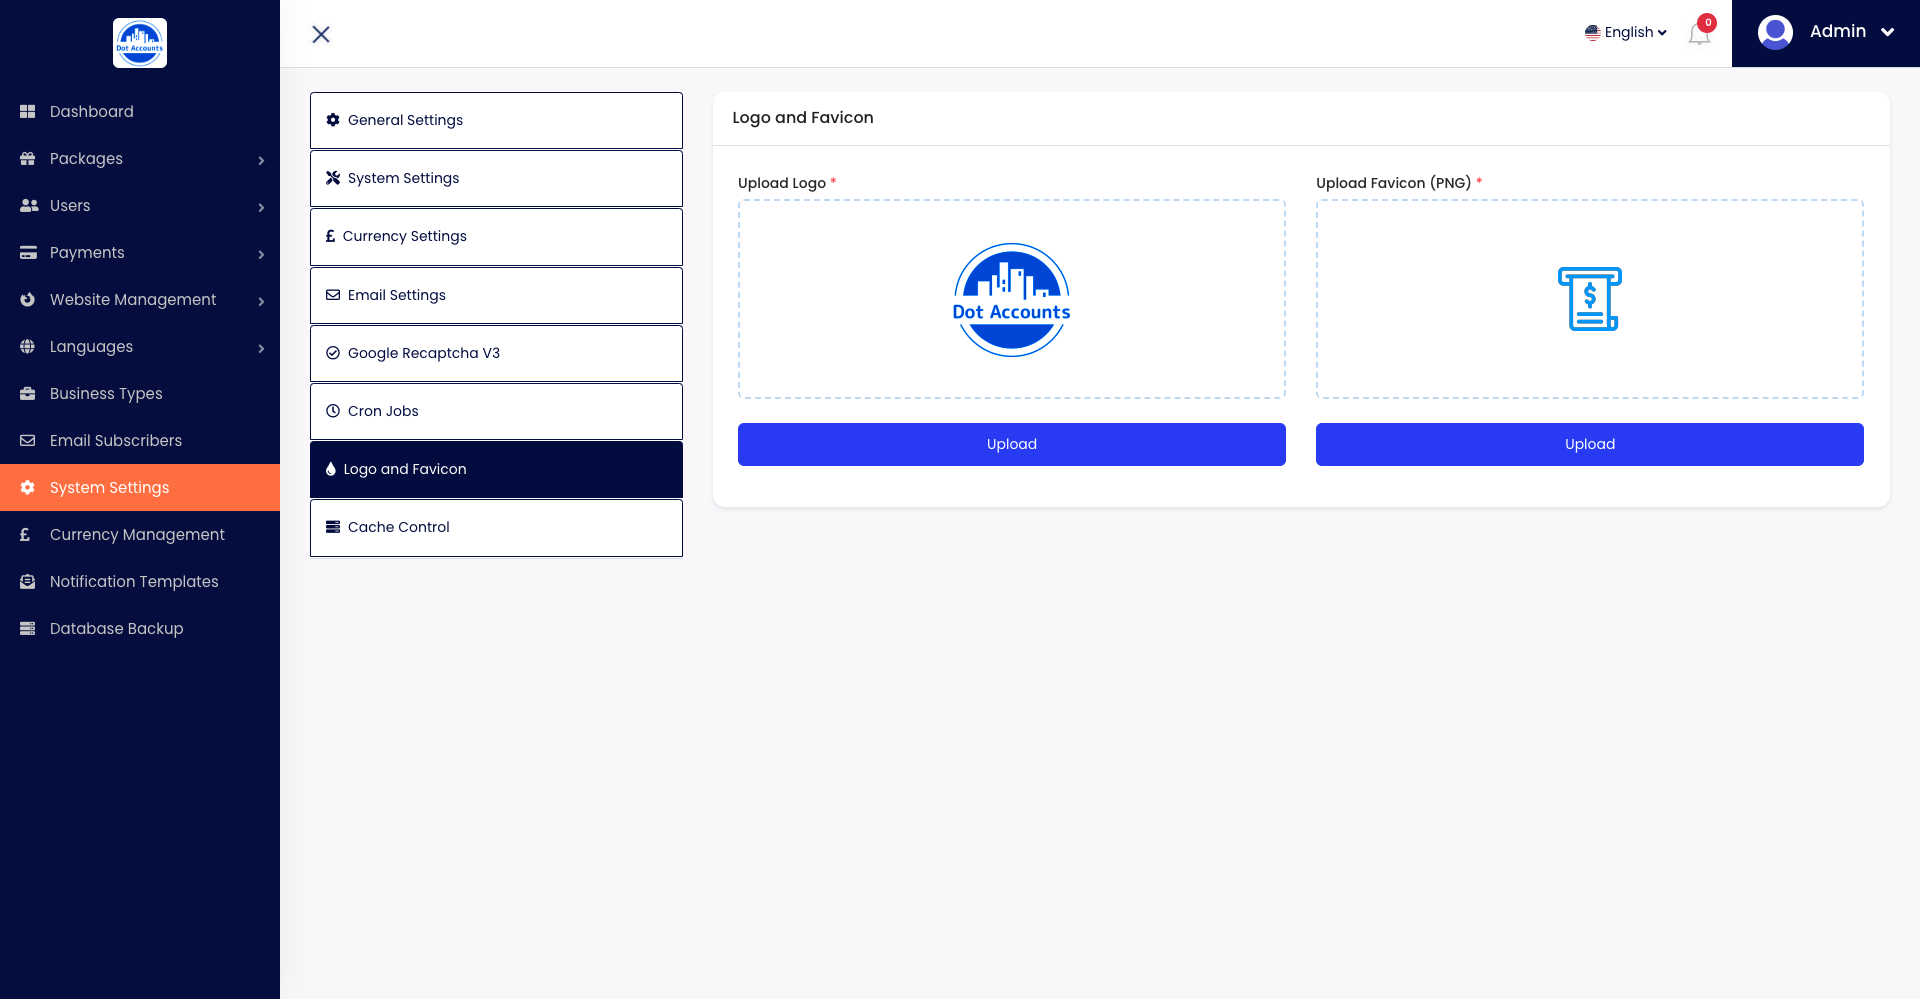 Dot Accounts
English
0
Admin
Dashboard
Packages
Users
Payments
Website Management
Languages
Business Types
Email Subscribers
System Settings
Currency Management
Notification Templates
Database Backup
General Settings
System Settings
Currency Settings
Email Settings
Google Recaptcha V3
Cron Jobs
Logo and Favicon
Cache Control
Logo and Favicon
Upload Logo *
Dot Accounts
Upload
Upload Favicon (PNG) *
$
Upload